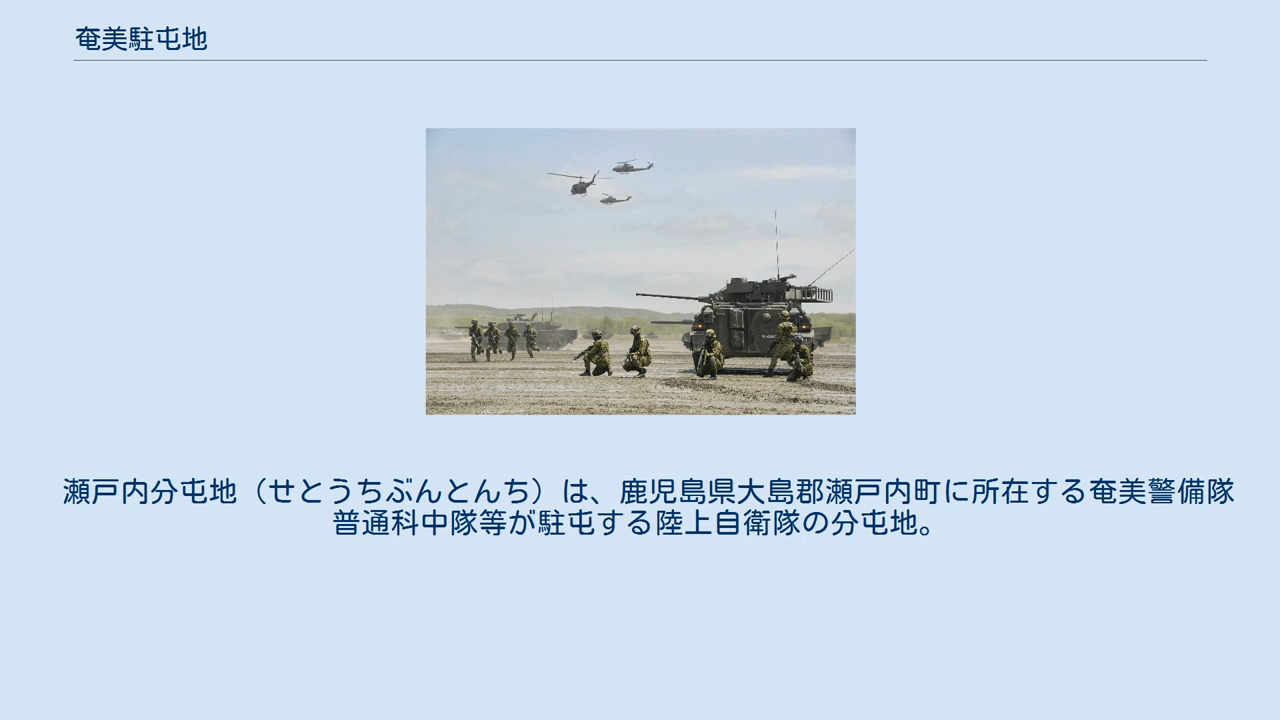 奄美駐屯地
瀬戸内分屯地（せとうちぶんとんち）は、鹿児島県大島郡瀬戸内町に所在する奄美警備隊
普通科中隊等が駐屯する陸上自衛隊の分屯地。